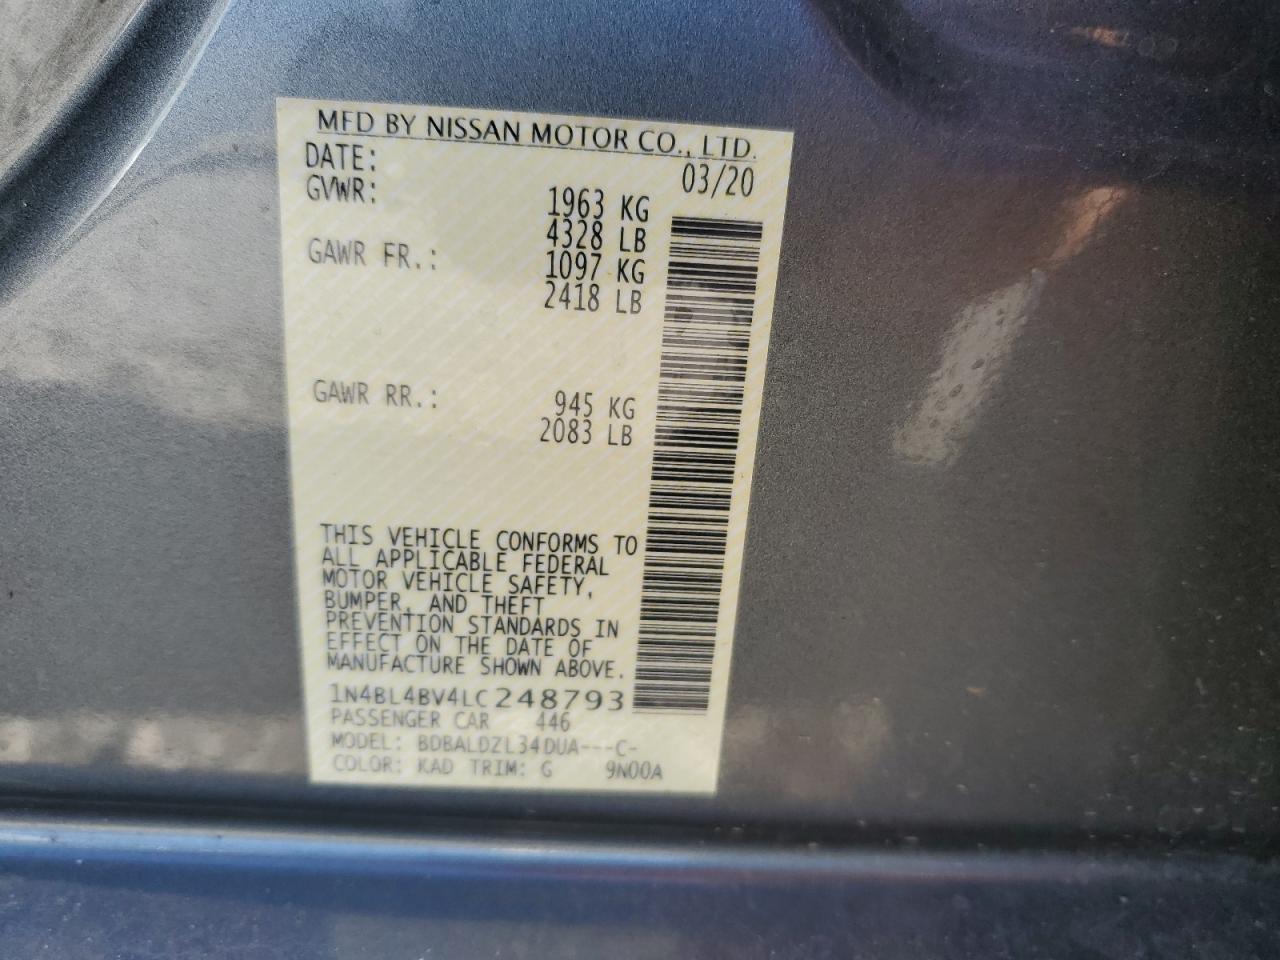 MFD BY NISSAN MOTOR CO., LTD.
DATE: 03/20
GVWR: 1963 KG
4328 LB
GAWR FR.: 1097 KG
2418 LB
GAWR RR.: 945 KG
2083 LB
THIS VEHICLE CONFORMS TO
ALL APPLICABLE FEDERAL
MOTOR VEHICLE SAFETY,
BUMPER, AND THEFT
PREVENTION STANDARDS IN
EFFECT ON THE DATE OF
MANUFACTURE SHOWN ABOVE.
1N4BL4BV4LC248793
PASSENGER CAR 446
MODEL: BDBALDZL34DUA---C-
COLOR: KAD TRIM: G 9N00A